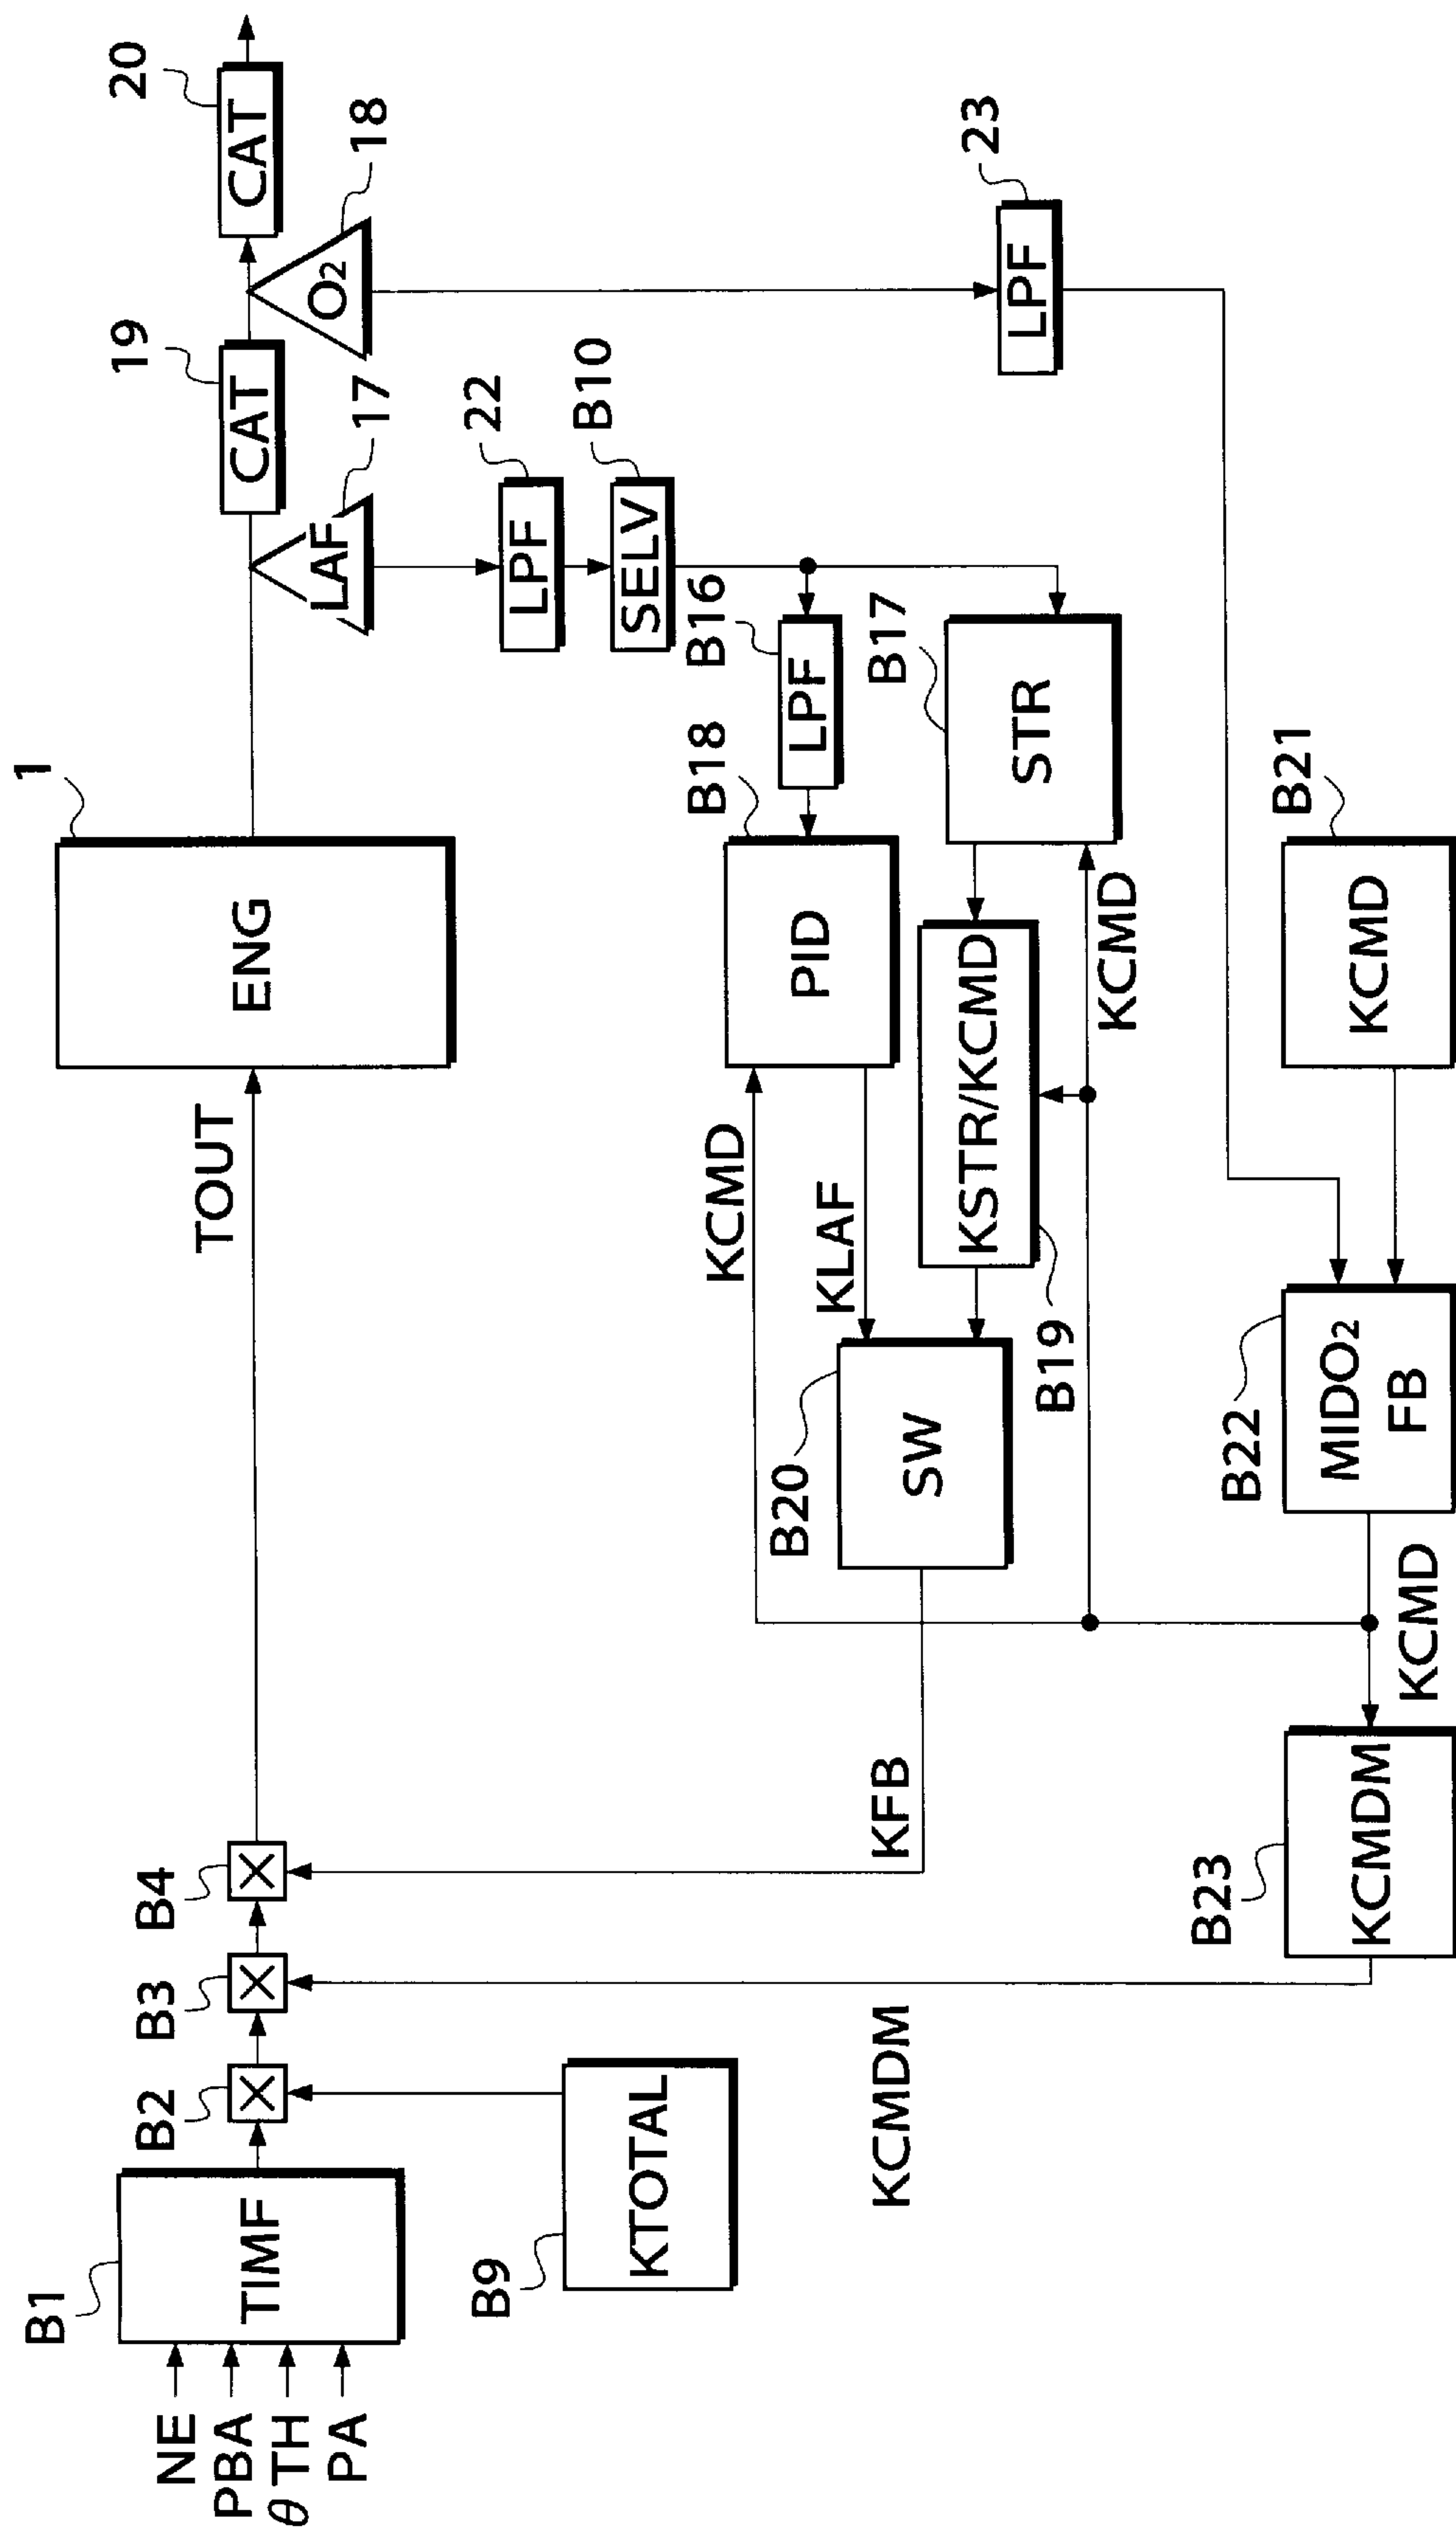 NE
PBA
θTH
PA
B1
TIMF
B2
B3
B4
TOUT
1
ENG
19
CAT
20
CAT
17
LAF
18
O2
B9
KTOTAL
KCMDM
KFB
B20
SW
KCMD
KLAF
B18
PID
B16
LPF
22
LPF
B10
SELV
B19
KSTR/KCMD
B17
STR
KCMD
23
LPF
B23
KCMDM
KCMD
B22
MIDO2
FB
B21
KCMD